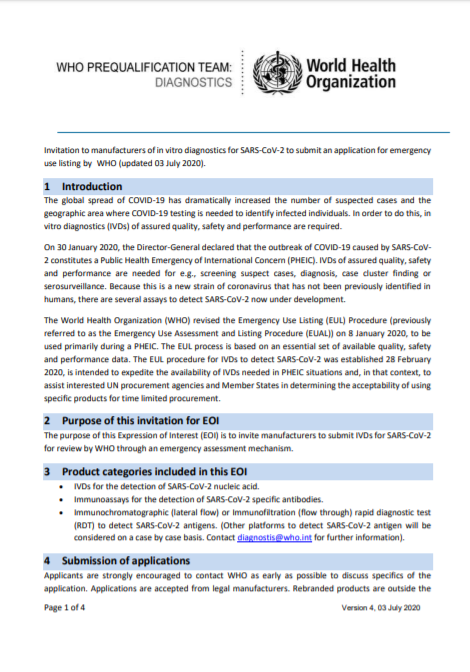 WHO PREQUALIFICATION TEAM:
DIAGNOSTICS
World Health
Organization
Invitation to manufacturers of in vitro diagnostics for SARS-CoV-2 to submit an application for emergency
use listing by WHO (updated 03 July 2020).
1 Introduction
The global spread of COVID-19 has dramatically increased the number of suspected cases and the
geographic area where COVID-19 testing is needed to identify infected individuals. In order to do this, in
vitro diagnostics (IVDs) of assured quality, safety and performance are required.
On 30 January 2020, the Director-General declared that the outbreak of COVID-19 caused by SARS-CoV-
2 constitutes a Public Health Emergency of International Concern (PHEIC). IVDs of assured quality, safety
and performance are needed for e.g., screening suspect cases, diagnosis, case cluster finding or
serosurveillance. Because this is a new strain of coronavirus that has not been previously identified in
humans, there are several assays to detect SARS-CoV-2 now under development.
The World Health Organization (WHO) revised the Emergency Use Listing (EUL) Procedure (previously
referred to as the Emergency Use Assessment and Listing Procedure (EUAL)) on 8 January 2020, to be
used primarily during a PHEIC. The EUL process is based on an essential set of available quality, safety
and performance data. The EUL procedure for IVDs to detect SARS-CoV-2 was established 28 February
2020, is intended to expedite the availability of IVDs needed in PHEIC situations and, in that context, to
assist interested UN procurement agencies and Member States in determining the acceptability of using
specific products for time limited procurement.
2 Purpose of this invitation for EOI
The purpose of this Expression of Interest (EOI) is to invite manufacturers to submit IVDs for SARS-CoV-2
for review by WHO through an emergency assessment mechanism.
3 Product categories included in this EOI
• IVDs for the detection of SARS-CoV-2 nucleic acid.
• Immunoassays for the detection of SARS-CoV-2 specific antibodies.
• Immunochromatographic (lateral flow) or Immunofiltration (flow through) rapid diagnostic test
(RDT) to detect SARS-CoV-2 antigens. (Other platforms to detect SARS-CoV-2 antigen will be
considered on a case by case basis. Contact diagnostis@who.int for further information).
4 Submission of applications
Applicants are strongly encouraged to contact WHO as early as possible to discuss specifics of the
application. Applications are accepted from legal manufacturers. Rebranded products are outside the
Page 1 of 4
Version 4, 03 July 2020